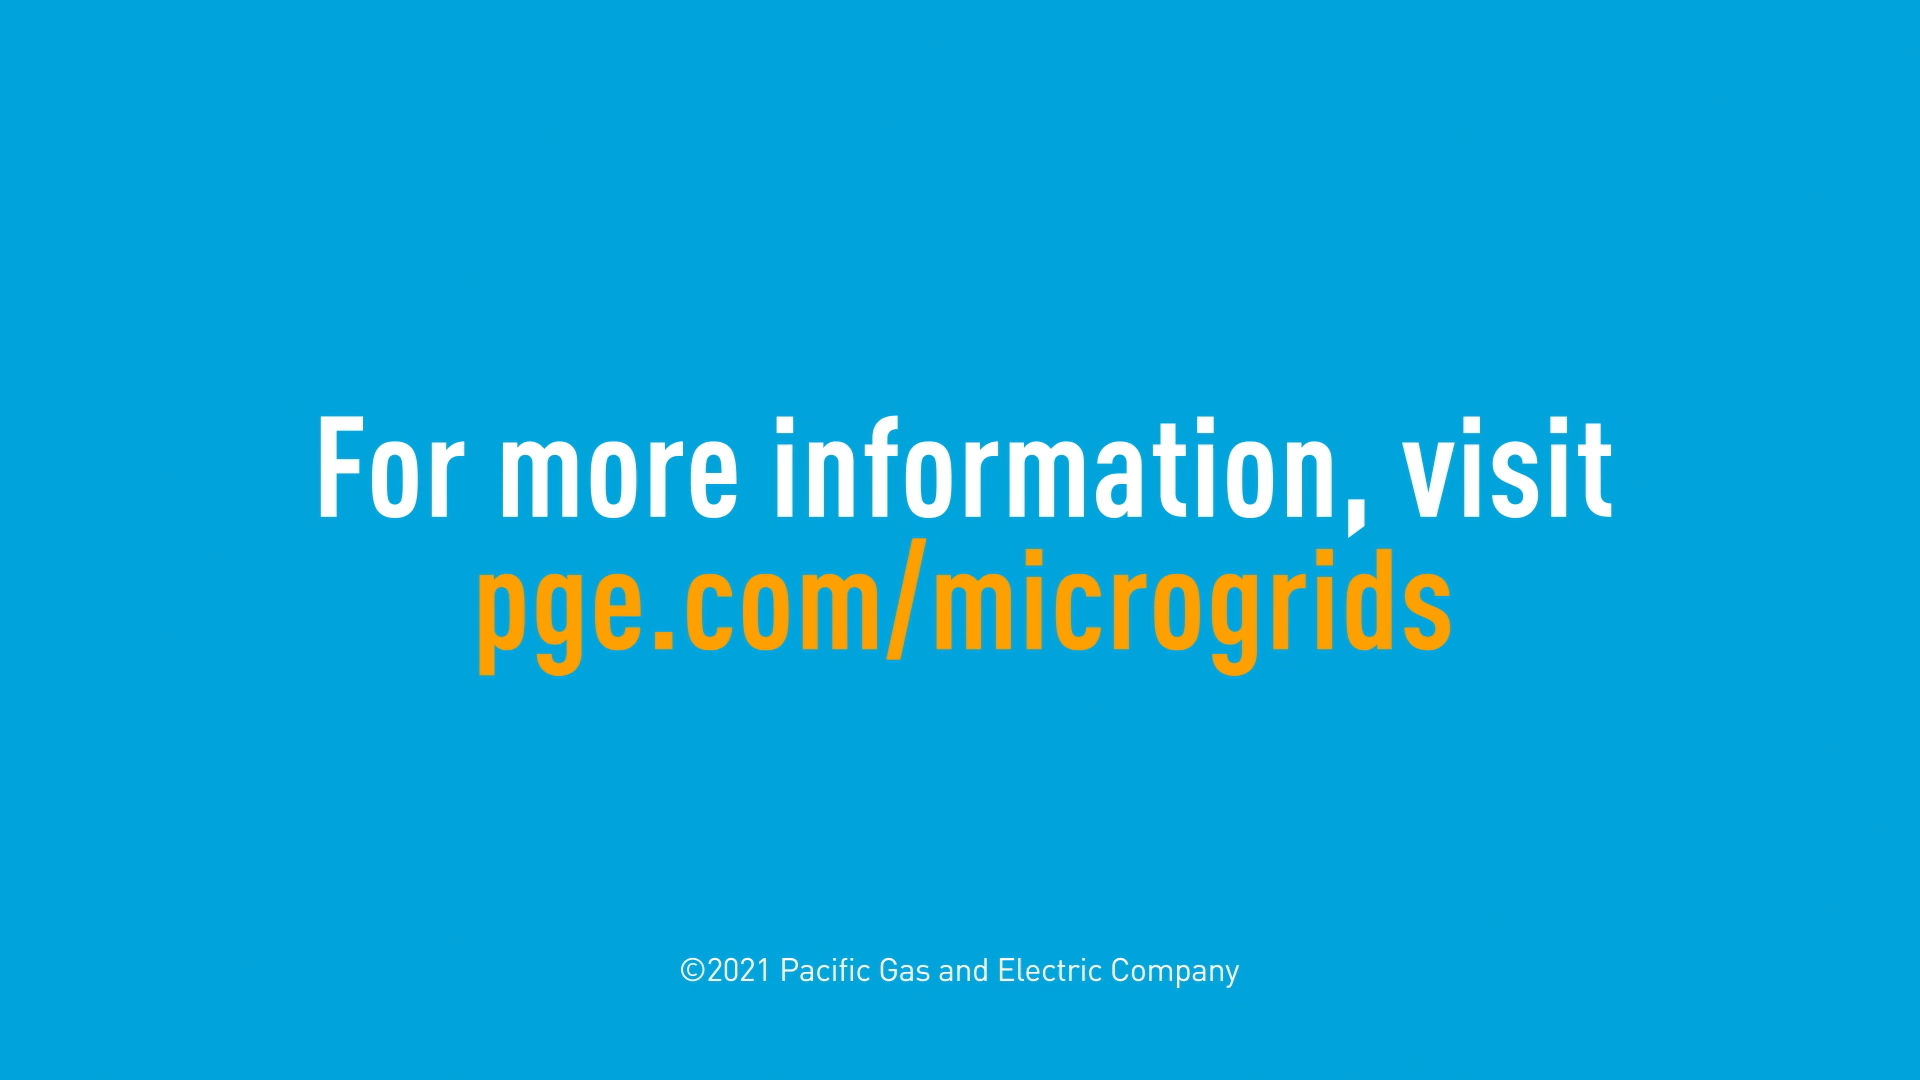 For more information, visit
pge.com/microgrids
©2021 Pacific Gas and Electric Company